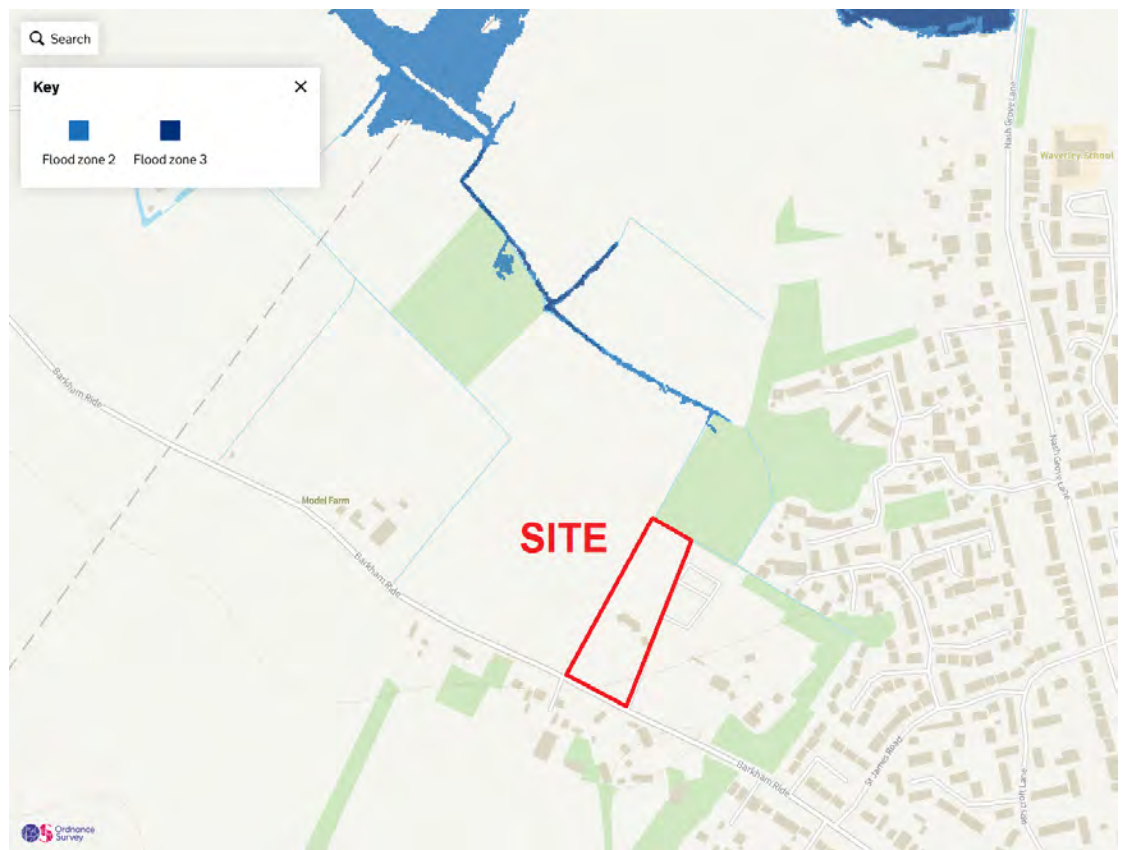 Search
Key
Flood zone 2 Flood zone 3
Nash Grove Lane
Waverley School
Barkham Ride
Nash Grove Lane
Model Farm
SITE
Barkham Ride
St James Road
Barkham Ride
OS Ordnance
Survey